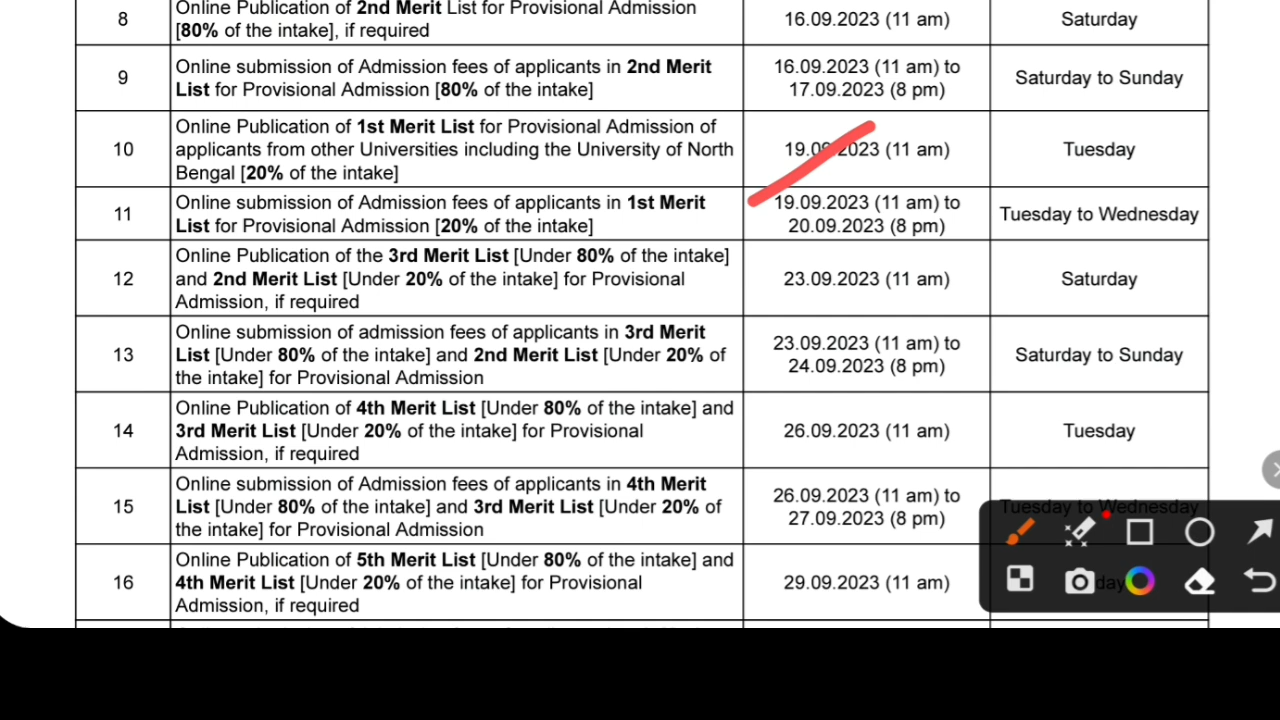 8
Online Publication of 2nd Merit List for Provisional Admission
[80% of the intake], if required
16.09.2023 (11 am)
Saturday
9
Online submission of Admission fees of applicants in 2nd Merit
List for Provisional Admission [80% of the intake]
16.09.2023 (11 am) to
17.09.2023 (8 pm)
Saturday to Sunday
10
Online Publication of 1st Merit List for Provisional Admission of
applicants from other Universities including the University of North
Bengal [20% of the intake]
19.09.2023 (11 am)
Tuesday
11
Online submission of Admission fees of applicants in 1st Merit
List for Provisional Admission [20% of the intake]
19.09.2023 (11 am) to
20.09.2023 (8 pm)
Tuesday to Wednesday
12
Online Publication of the 3rd Merit List [Under 80% of the intake]
and 2nd Merit List [Under 20% of the intake] for Provisional
Admission, if required
23.09.2023 (11 am)
Saturday
13
Online submission of admission fees of applicants in 3rd Merit
List [Under 80% of the intake] and 2nd Merit List [Under 20% of
the intake] for Provisional Admission
23.09.2023 (11 am) to
24.09.2023 (8 pm)
Saturday to Sunday
14
Online Publication of 4th Merit List [Under 80% of the intake] and
3rd Merit List [Under 20% of the intake] for Provisional
Admission, if required
26.09.2023 (11 am)
Tuesday
15
Online submission of Admission fees of applicants in 4th Merit
List [Under 80% of the intake] and 3rd Merit List [Under 20% of
the intake] for Provisional Admission
26.09.2023 (11 am) to
27.09.2023 (8 pm)
Tuesday to Wednesday
16
Online Publication of 5th Merit List [Under 80% of the intake] and
4th Merit List [Under 20% of the intake] for Provisional
Admission, if required
29.09.2023 (11 am)